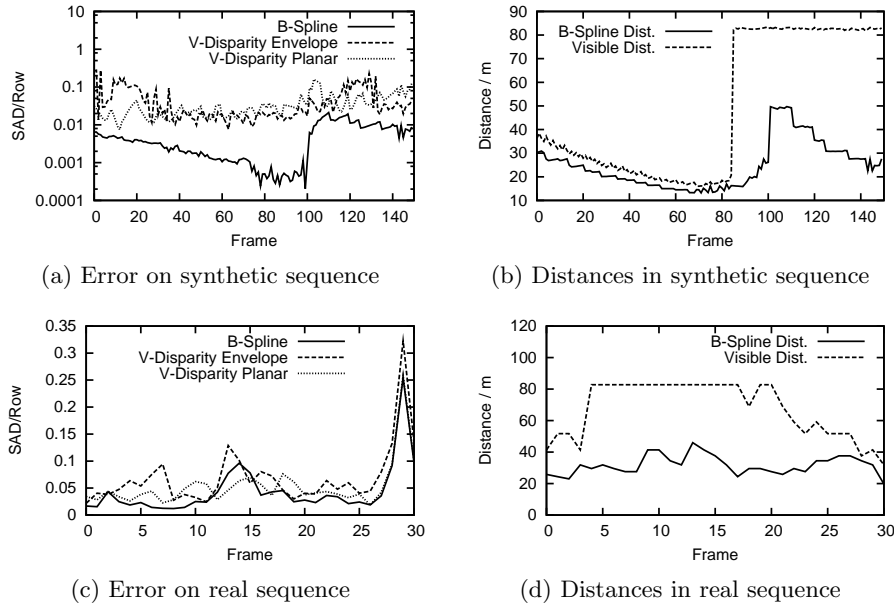 10
1
0.1
0.01
0.001
0.0001
SAD/Row
B-Spline
V-Disparity Envelope
V-Disparity Planar
0 20 40 60 80 100 120 140
Frame
(a) Error on synthetic sequence
90
80
70
60
50
40
30
20
10
Distance / m
B-Spline Dist.
Visible Dist.
0 20 40 60 80 100 120 140
Frame
(b) Distances in synthetic sequence
0.35
0.3
0.25
0.2
0.15
0.1
0.05
0
SAD/Row
B-Spline
V-Disparity Envelope
V-Disparity Planar
0 5 10 15 20 25 30
Frame
(c) Error on real sequence
120
100
80
60
40
20
0
Distance / m
B-Spline Dist.
Visible Dist.
0 5 10 15 20 25 30
Frame
(d) Distances in real sequence